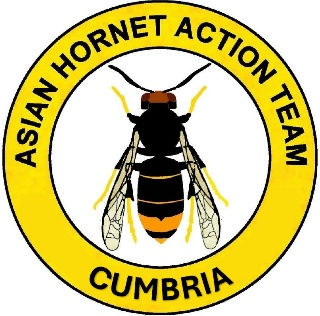 ASIAN HORNET ACTION TEAM
CUMBRIA